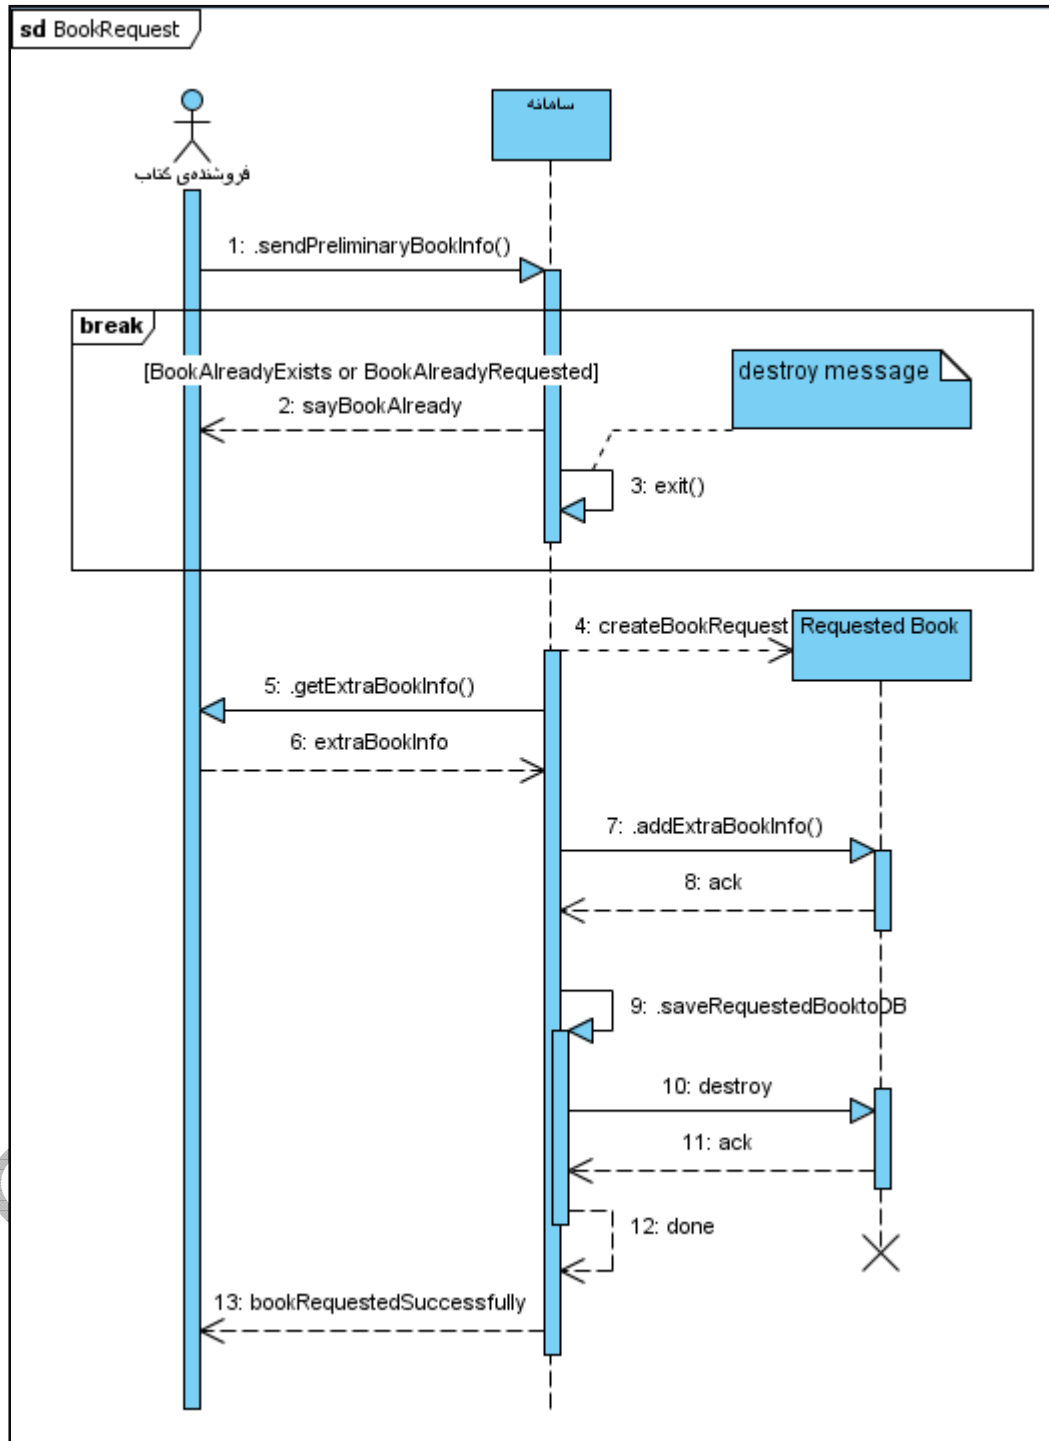 sd BookRequest
سامانه
فروشنده‌ی کتاب
1: .sendPreliminaryBookInfo()
break
[BookAlreadyExists or BookAlreadyRequested]
destroy message
2: sayBookAlready
3: exit()
4: createBookRequest
Requested Book
5: .getExtraBookInfo()
6: extraBookInfo
7: .addExtraBookInfo()
8: ack
9: .saveRequestedBooktoDB
10: destroy
11: ack
12: done
13: bookRequestedSuccessfully